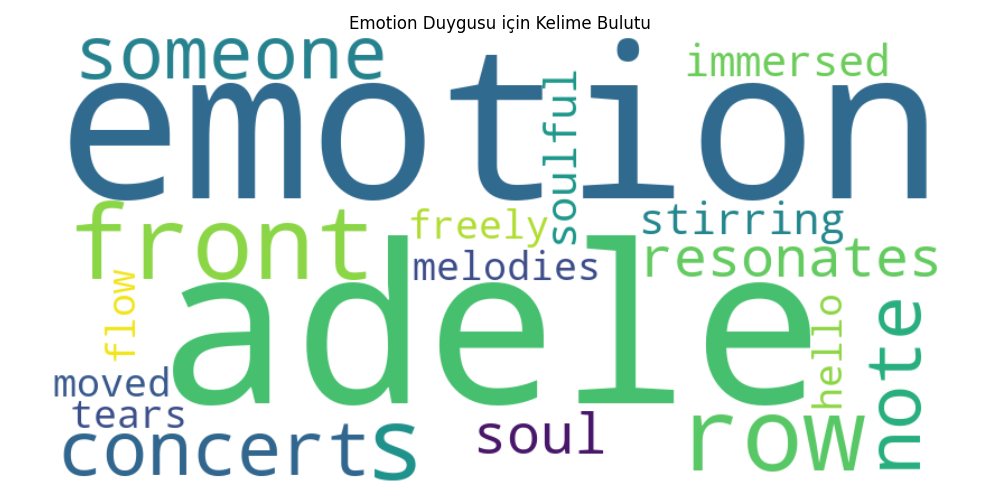 Emotion Duygusu için Kelime Bulutu
someone
immersed
emotion
soulful
front
freely
stirring
melodies
resonates
adele
flow
hello
note
moved
tears
concert
s
soul
row